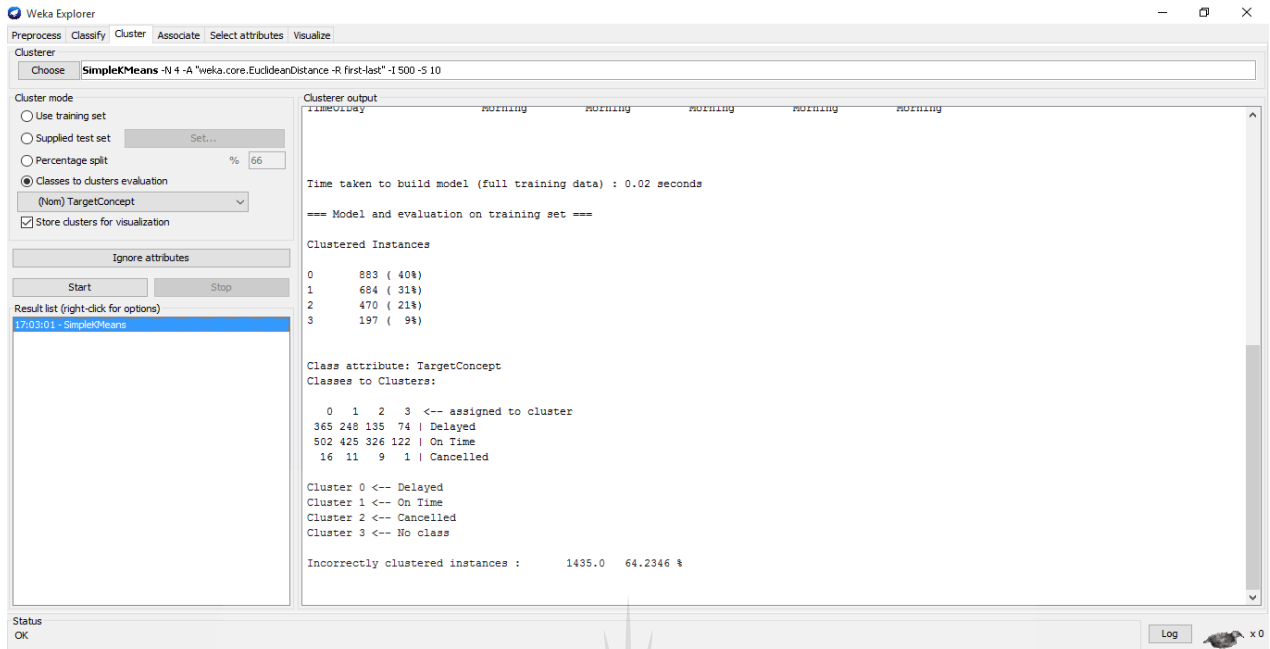 Weka Explorer
Preprocess Classify Cluster Associate Select attributes Visualize
Clusterer
Choose SimpleKMeans -N 4 -A "weka.core.EuclideanDistance -R first-last" -I 500 -S 10
Cluster mode
Use training set
Supplied test set Set...
Percentage split % 66
Classes to clusters evaluation
(Nom) TargetConcept
Store clusters for visualization
Ignore attributes
Start Stop
Result list (right-click for options)
17:03:01 - SimpleKMeans
Clusterer output
TimeOfDay Morning Morning Morning Morning Morning
Time taken to build model (full training data) : 0.02 seconds
=== Model and evaluation on training set ===
Clustered Instances
0 883 ( 40%)
1 684 ( 31%)
2 470 ( 21%)
3 197 ( 9%)
Class attribute: TargetConcept
Classes to Clusters:
0 1 2 3 <-- assigned to cluster
365 248 135 74 | Delayed
502 425 326 122 | On Time
16 11 9 1 | Cancelled
Cluster 0 <-- Delayed
Cluster 1 <-- On Time
Cluster 2 <-- Cancelled
Cluster 3 <-- No class
Incorrectly clustered instances : 1435.0 64.2346 %
Status
OK
Log x 0